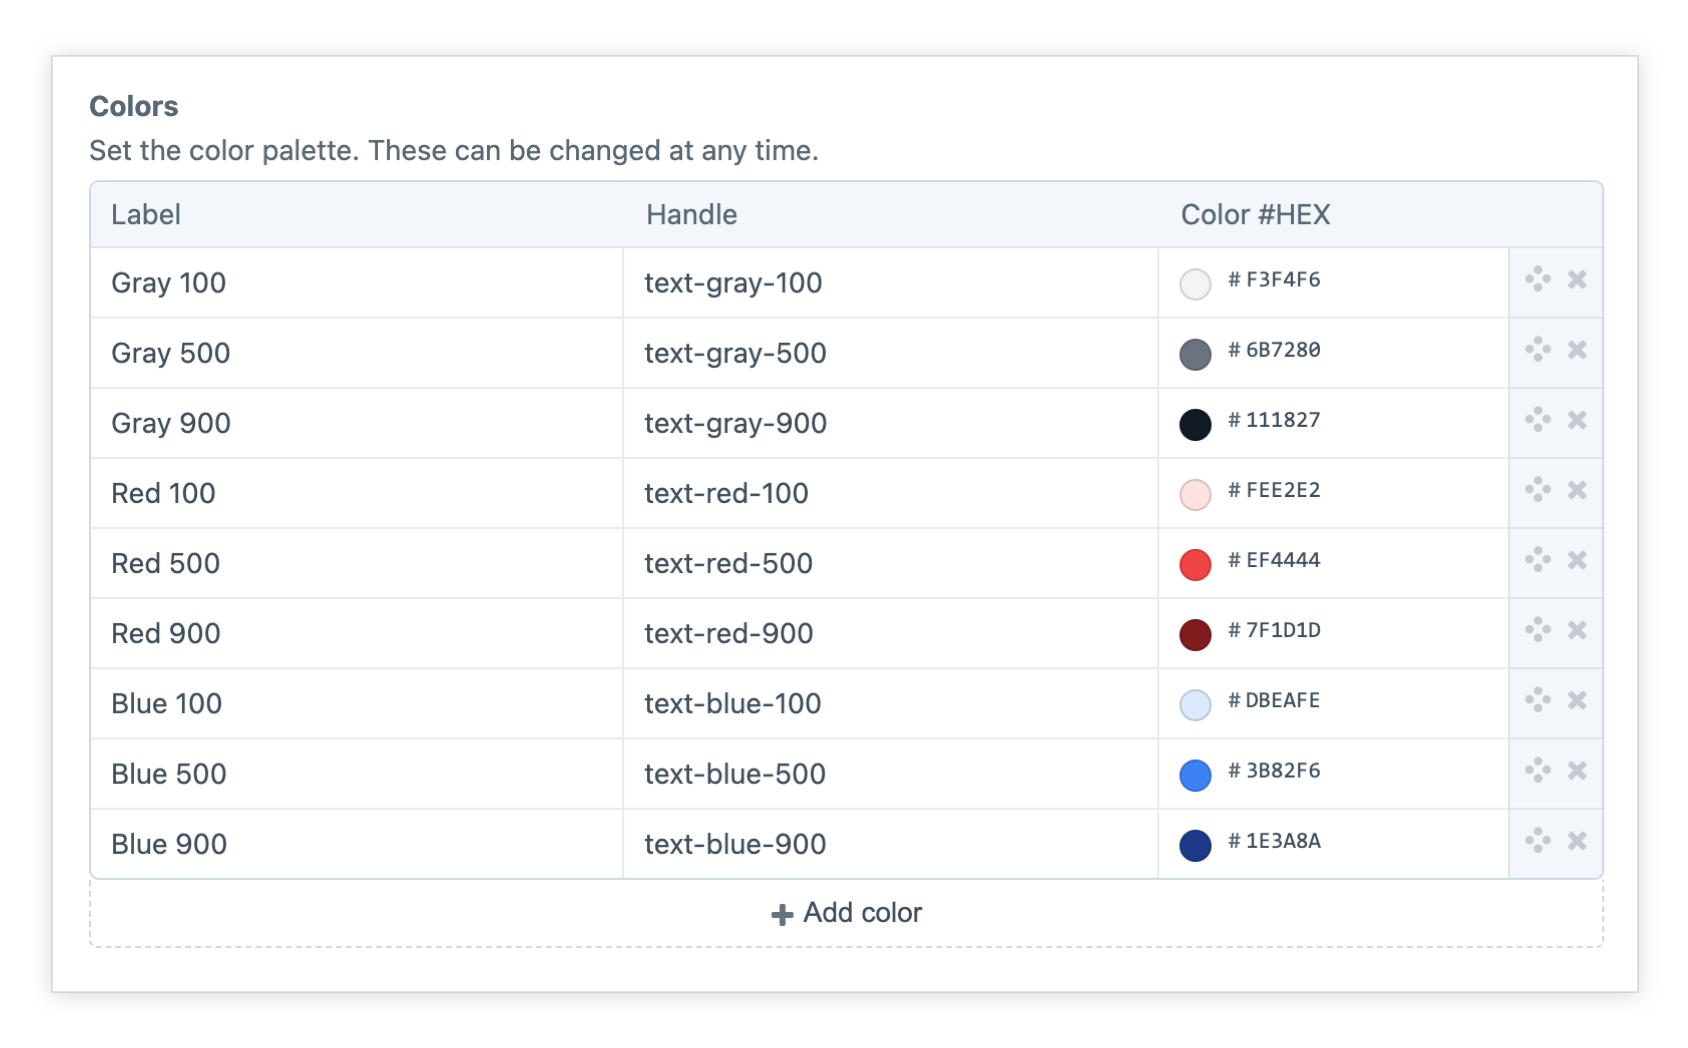 Colors
Set the color palette. These can be changed at any time.
Label Handle Color #HEX
Gray 100 text-gray-100 # F3F4F6
Gray 500 text-gray-500 # 6B7280
Gray 900 text-gray-900 # 111827
Red 100 text-red-100 # FEE2E2
Red 500 text-red-500 # EF4444
Red 900 text-red-900 # 7F1D1D
Blue 100 text-blue-100 # DBEAFE
Blue 500 text-blue-500 # 3B82F6
Blue 900 text-blue-900 # 1E3A8A
Add color